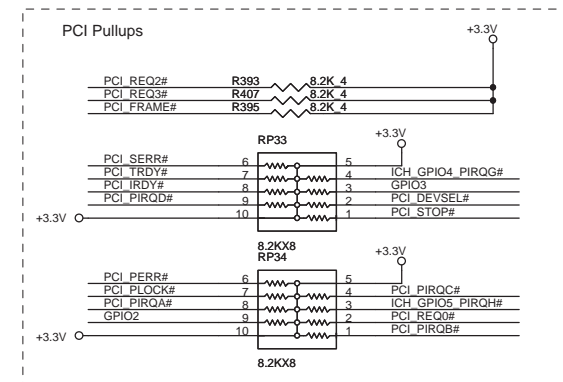 PCI Pullups
+3.3V
PCI_REQ2# R393 8.2K_4
PCI_REQ3# R407 8.2K_4
PCI_FRAME# R395 8.2K_4
RP33
+3.3V
PCI_SERR# 6 5
PCI_TRDY# 7 4 ICH_GPIO4_PIRQG#
PCI_IRDY# 8 3 GPIO3
PCI_PIRQD# 9 2 PCI_DEVSEL#
+3.3V 10 1 PCI_STOP#
8.2KX8
RP34
+3.3V
PCI_PERR# 6 5
PCI_PLOCK# 7 4 PCI_PIRQC#
PCI_PIRQA# 8 3 ICH_GPIO5_PIRQH#
GPIO2 9 2 PCI_REQ0#
+3.3V 10 1 PCI_PIRQB#
8.2KX8